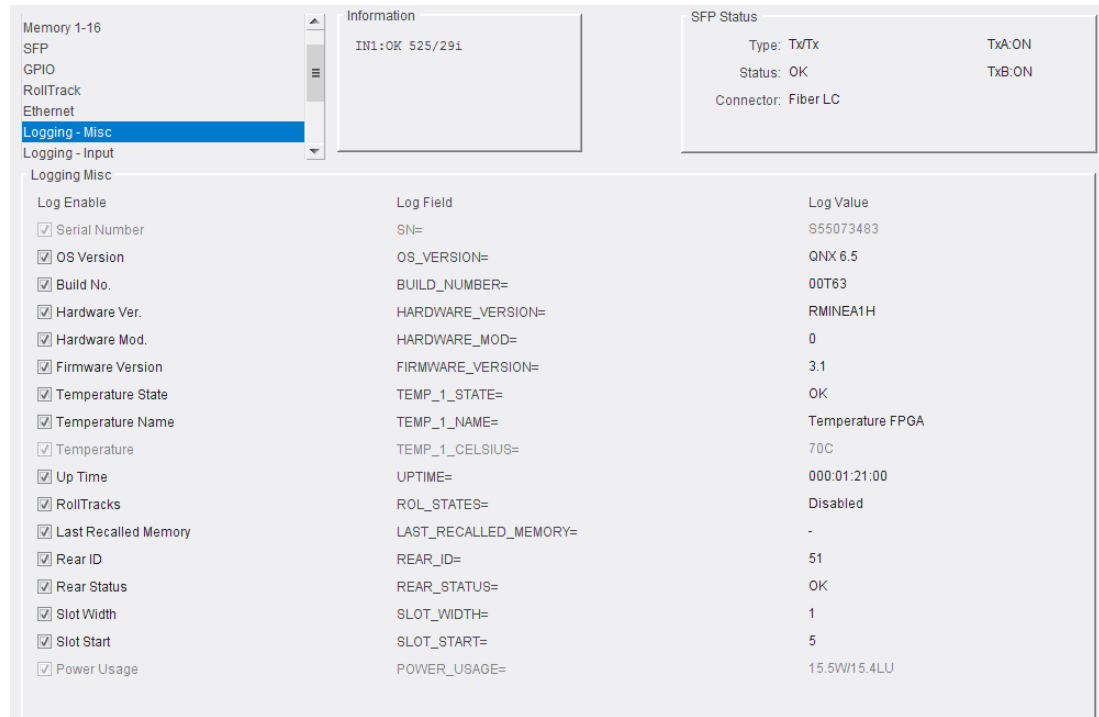 Memory 1-16
SFP
GPIO
RollTrack
Ethernet
Logging - Misc
Logging - Input
Information
IN1:OK 525/29i
SFP Status
Type: Tx/Tx TxA:ON
Status: OK TxB:ON
Connector: Fiber LC
Logging Misc
Log Enable Log Field Log Value
Serial Number SN= S55073483
OS Version OS_VERSION= QNX 6.5
Build No. BUILD_NUMBER= 00T63
Hardware Ver. HARDWARE_VERSION= RMINEA1H
Hardware Mod. HARDWARE_MOD= 0
Firmware Version FIRMWARE_VERSION= 3.1
Temperature State TEMP_1_STATE= OK
Temperature Name TEMP_1_NAME= Temperature FPGA
Temperature TEMP_1_CELSIUS= 70C
Up Time UPTIME= 000:01:21:00
RollTracks ROL_STATES= Disabled
Last Recalled Memory LAST_RECALLED_MEMORY= -
Rear ID REAR_ID= 51
Rear Status REAR_STATUS= OK
Slot Width SLOT_WIDTH= 1
Slot Start SLOT_START= 5
Power Usage POWER_USAGE= 15.5W/15.4LU